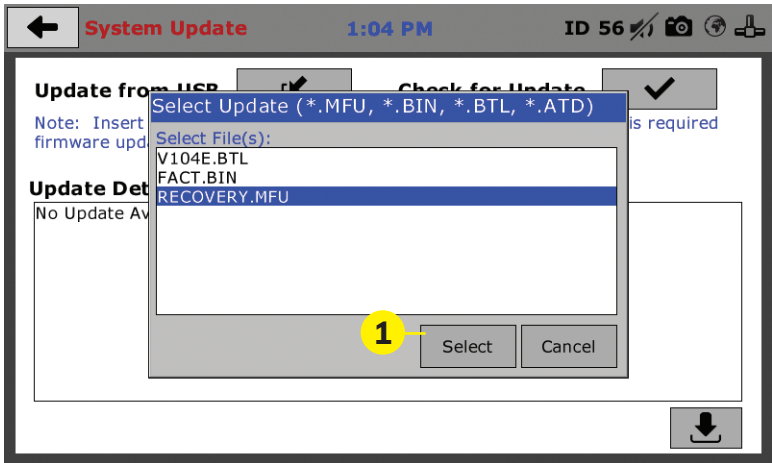 System Update 1:04 PM ID 56
Update from USB Check for Update
Select Update (*.MFU, *.BIN, *.BTL, *.ATD)
Note: Insert is required
firmware upd
Select File(s):
V104E.BTL
FACT.BIN
RECOVERY.MFU
Update Det
No Update Av
1
Select Cancel